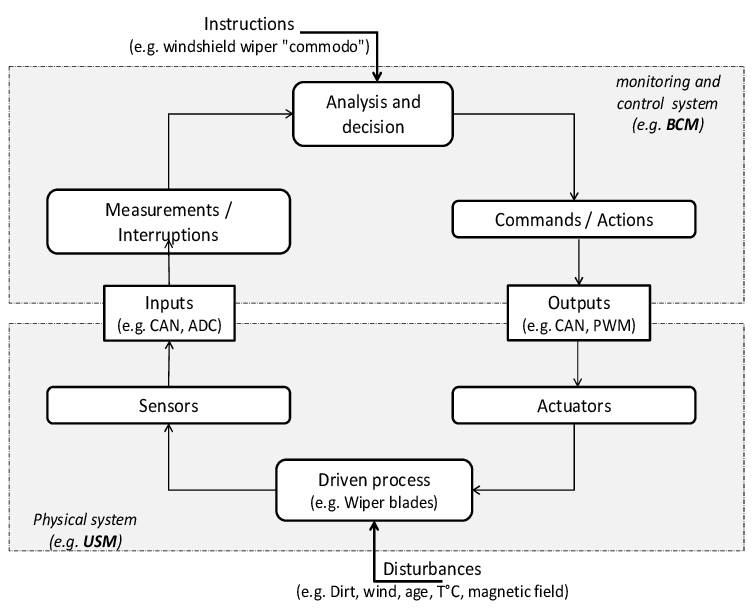 Instructions
(e.g. windshield wiper "commodo")
monitoring and
control system
(e.g. BCM)
Analysis and
decision
Measurements /
Interruptions
Commands / Actions
Inputs
(e.g. CAN, ADC)
Outputs
(e.g. CAN, PWM)
Sensors
Actuators
Driven process
(e.g. Wiper blades)
Physical system
(e.g. USM)
Disturbances
(e.g. Dirt, wind, age, T°C, magnetic field)